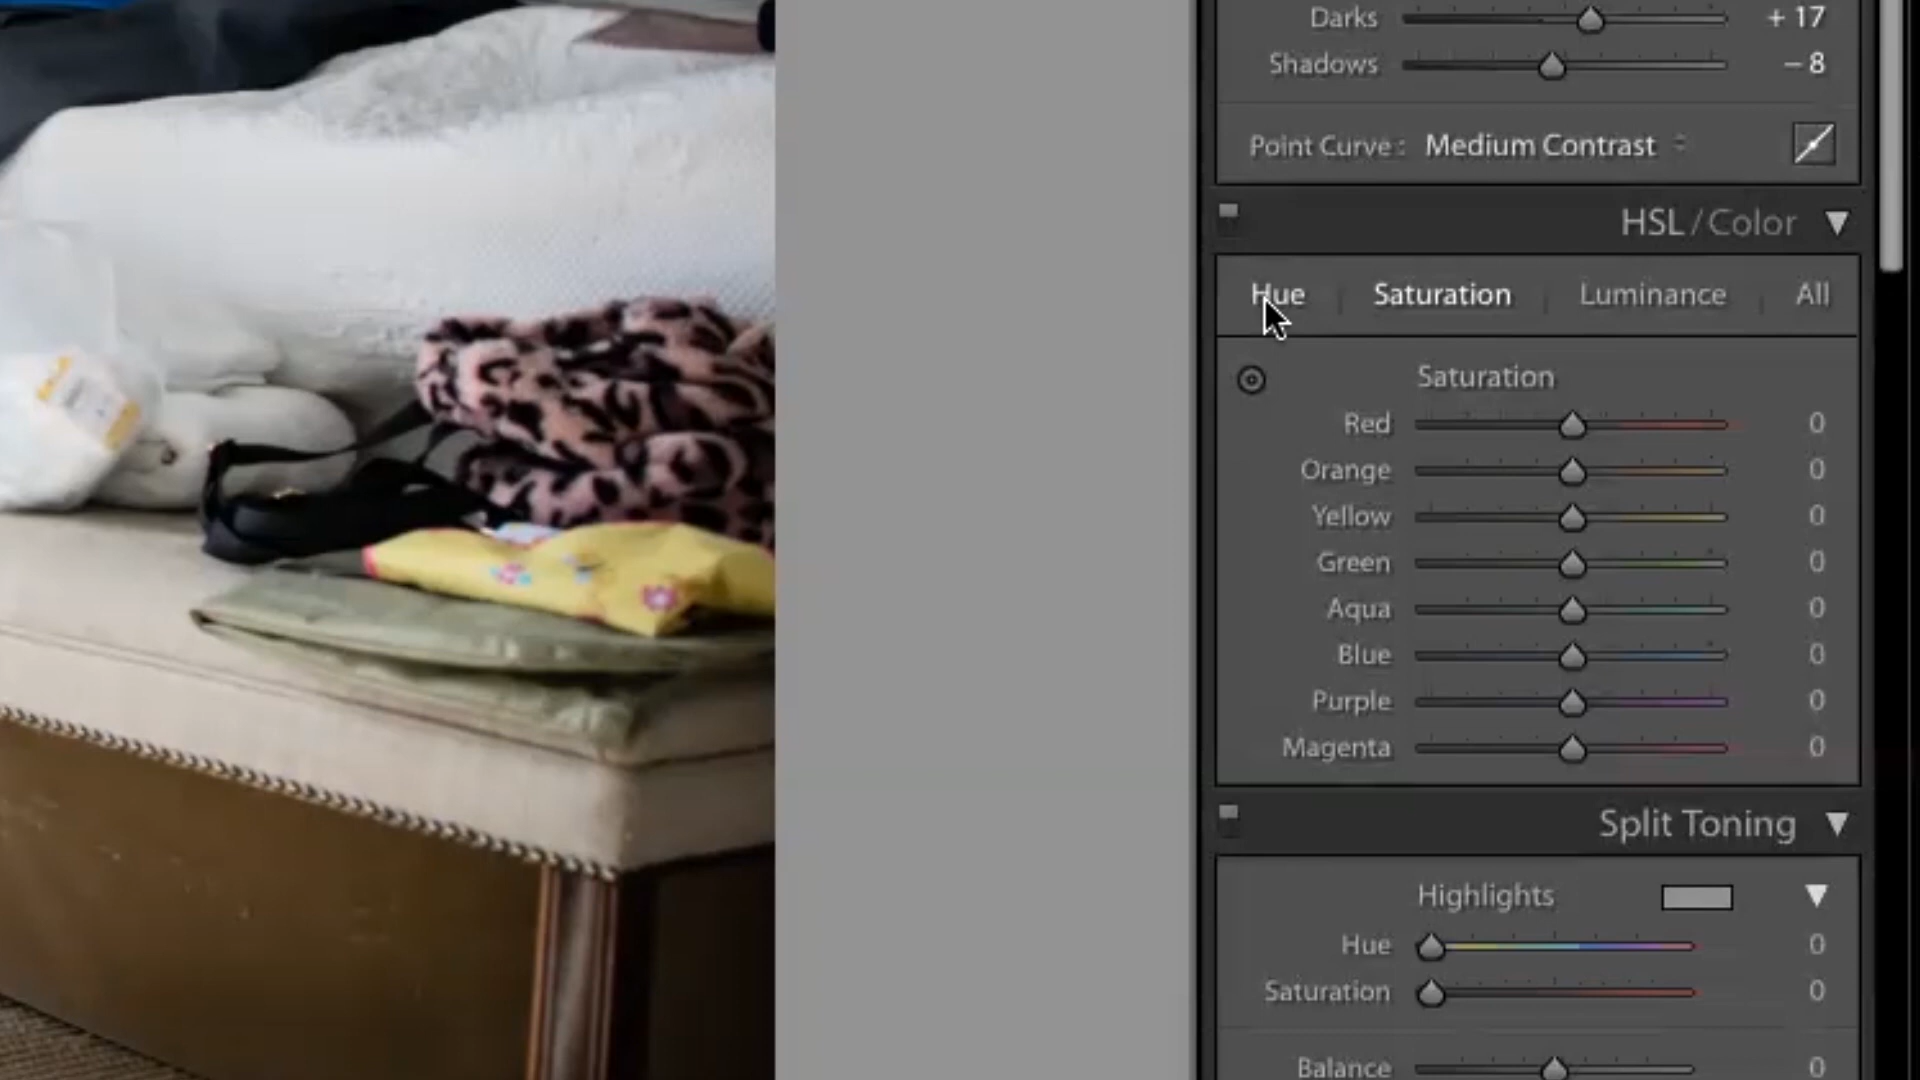 Darks + 17
Shadows – 8
Point Curve : Medium Contrast
HSL / Color
Hue Saturation Luminance All
Saturation
Red 0
Orange 0
Yellow 0
Green 0
Aqua 0
Blue 0
Purple 0
Magenta 0
Split Toning
Highlights
Hue 0
Saturation 0
Balance 0